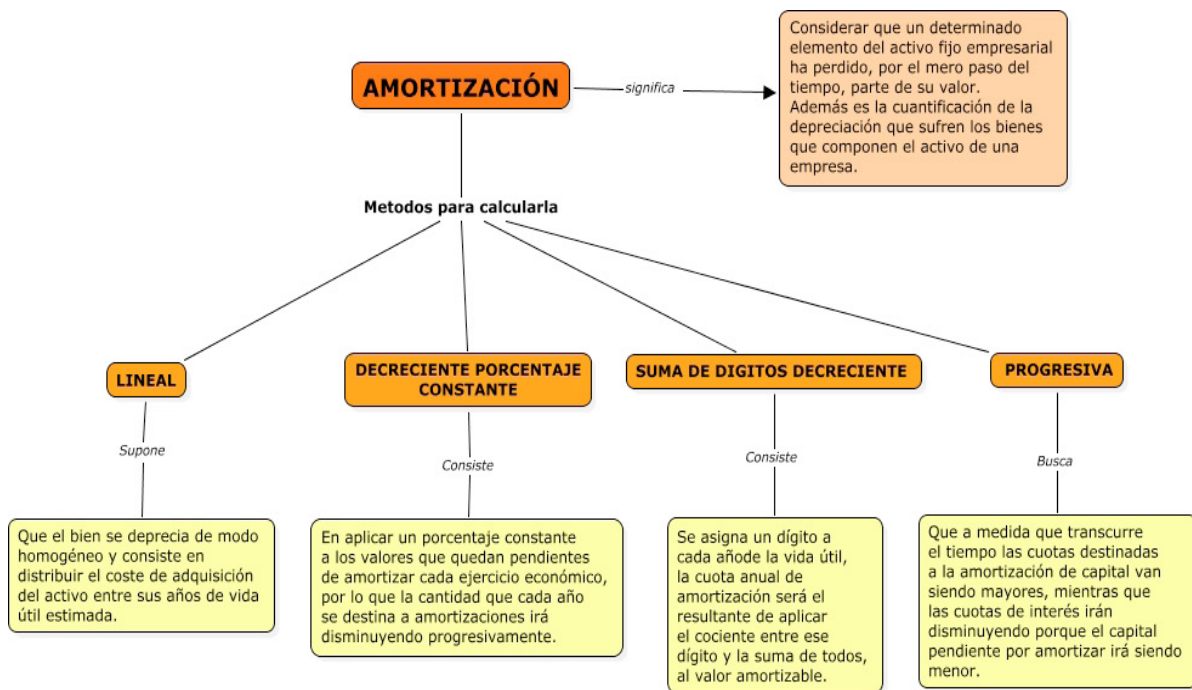 AMORTIZACIÓN
significa
Considerar que un determinado
elemento del activo fijo empresarial
ha perdido, por el mero paso del
tiempo, parte de su valor.
Además es la cuantificación de la
depreciación que sufren los bienes
que componen el activo de una
empresa.
Metodos para calcularla
LINEAL
Supone
Que el bien se deprecia de modo
homogéneo y consiste en
distribuir el coste de adquisición
del activo entre sus años de vida
útil estimada.
DECRECIENTE PORCENTAJE
CONSTANTE
Consiste
En aplicar un porcentaje constante
a los valores que quedan pendientes
de amortizar cada ejercicio económico,
por lo que la cantidad que cada año
se destina a amortizaciones irá
disminuyendo progresivamente.
SUMA DE DIGITOS DECRECIENTE
Consiste
Se asigna un dígito a
cada añode la vida útil,
la cuota anual de
amortización será el
resultante de aplicar
el cociente entre ese
dígito y la suma de todos,
al valor amortizable.
PROGRESIVA
Busca
Que a medida que transcurre
el tiempo las cuotas destinadas
a la amortización de capital van
siendo mayores, mientras que
las cuotas de interés irán
disminuyendo porque el capital
pendiente por amortizar irá siendo
menor.